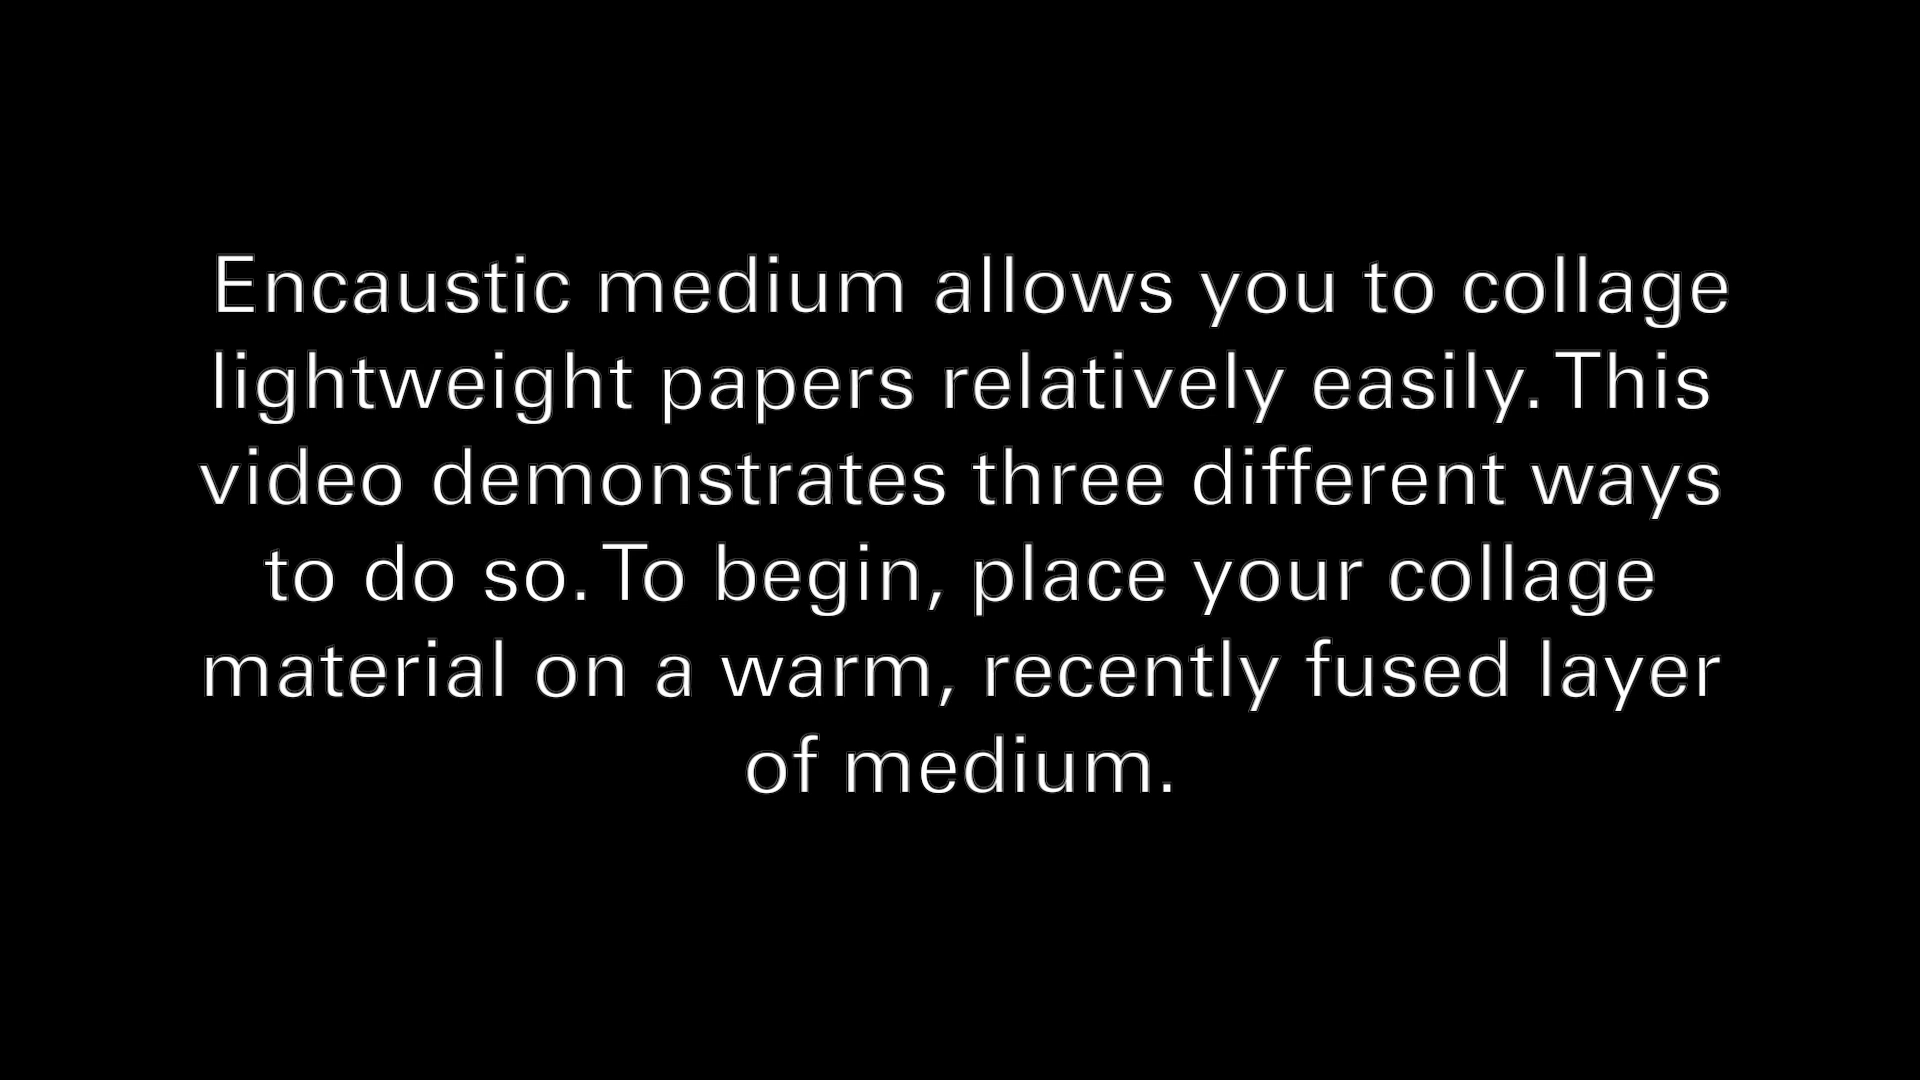 Encaustic medium allows you to collage
lightweight papers relatively easily. This
video demonstrates three different ways
to do so. To begin, place your collage
material on a warm, recently fused layer
of medium.